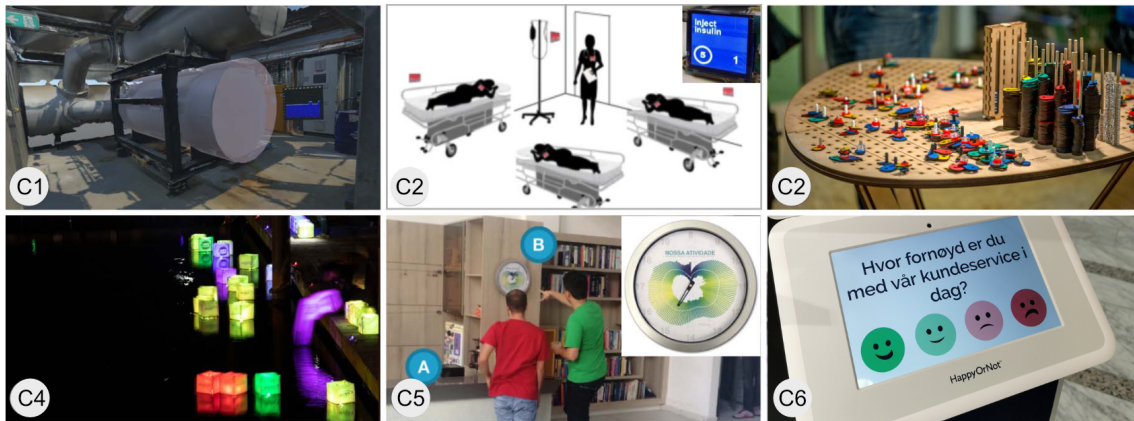 C1
Inject
Insulin
5 1
C2
C2
C4
A
B
NOSSA ATIVIDADE
C5
Hvor fornøyd er du
med vår kundeservice i
dag?
HappyOrNot
C6